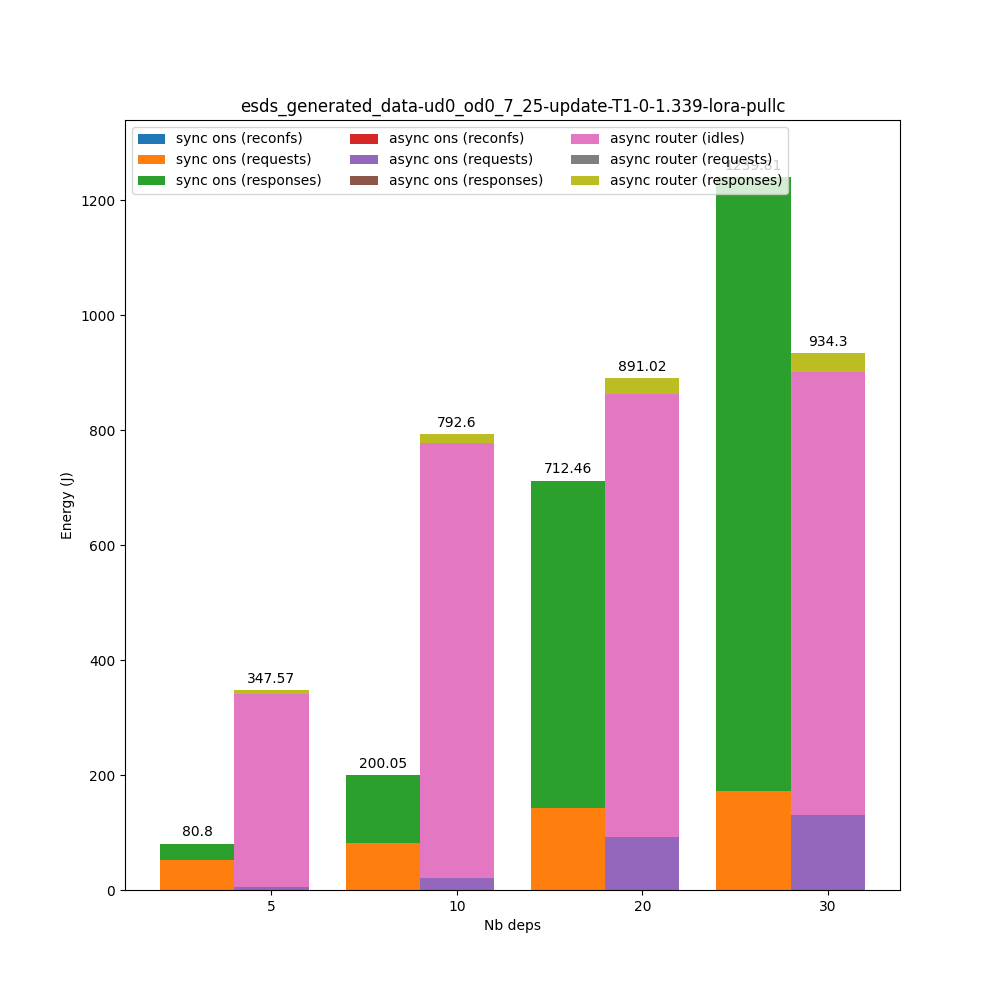 esds_generated_data-ud0_od0_7_25-update-T1-0-1.339-lora-pullc
sync ons (reconfs)
sync ons (requests)
sync ons (responses)
async ons (reconfs)
async ons (requests)
async ons (responses)
async router (idles)
async router (requests)
async router (responses)
1200
1000
800
600
400
200
0
Energy (J)
80.8
347.57
200.05
792.6
712.46
891.02
934.3
5
10
20
30
Nb deps